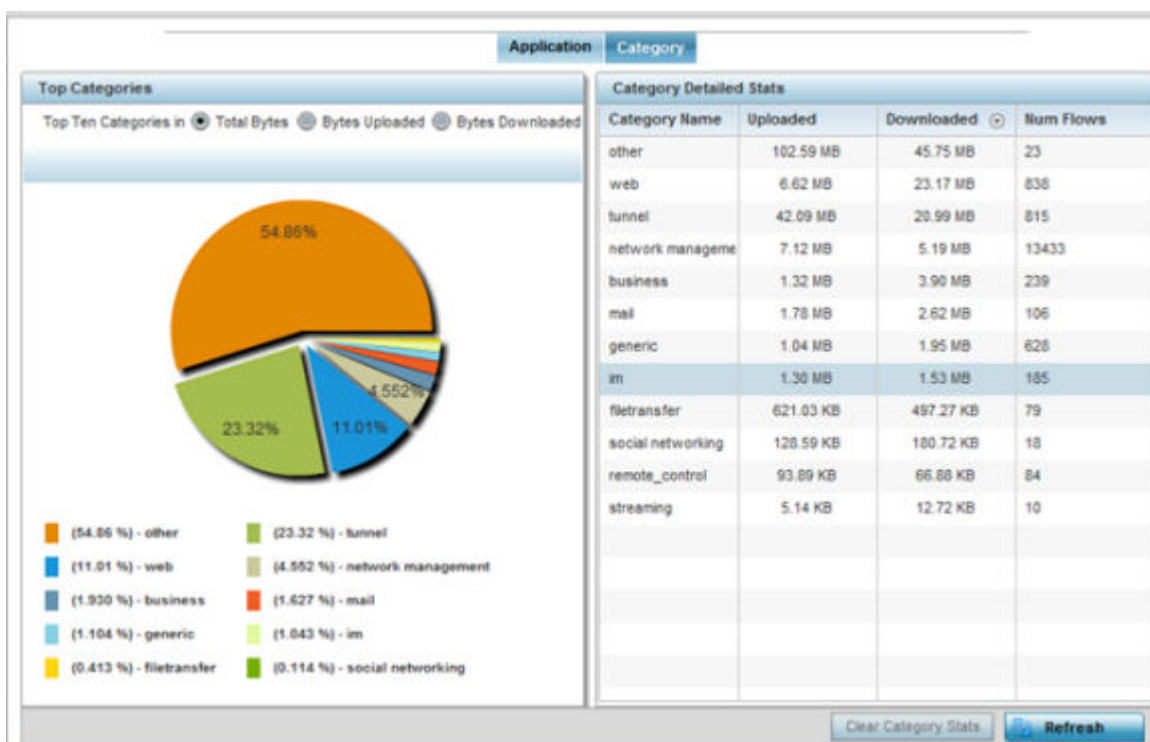 Application Category
Top Categories
Top Ten Categories in Total Bytes Bytes Uploaded Bytes Downloaded
54.86%
4.552%
11.01%
23.32%
(54.86 %) - other (23.32 %) - tunnel
(11.01 %) - web (4.552 %) - network management
(1.930 %) - business (1.627 %) - mail
(1.104 %) - generic (1.043 %) - im
(0.413 %) - filetransfer (0.114 %) - social networking
Category Detailed Stats
Category Name Uploaded Downloaded Num Flows
other 102.59 MB 45.75 MB 23
web 6.62 MB 23.17 MB 838
tunnel 42.09 MB 20.99 MB 815
network manageme 7.12 MB 5.19 MB 13433
business 1.32 MB 3.90 MB 239
mail 1.78 MB 2.62 MB 106
generic 1.04 MB 1.95 MB 628
im 1.30 MB 1.53 MB 185
filetransfer 621.03 KB 497.27 KB 79
social networking 128.59 KB 180.72 KB 18
remote_control 93.89 KB 66.88 KB 84
streaming 5.14 KB 12.72 KB 10
Clear Category Stats Refresh